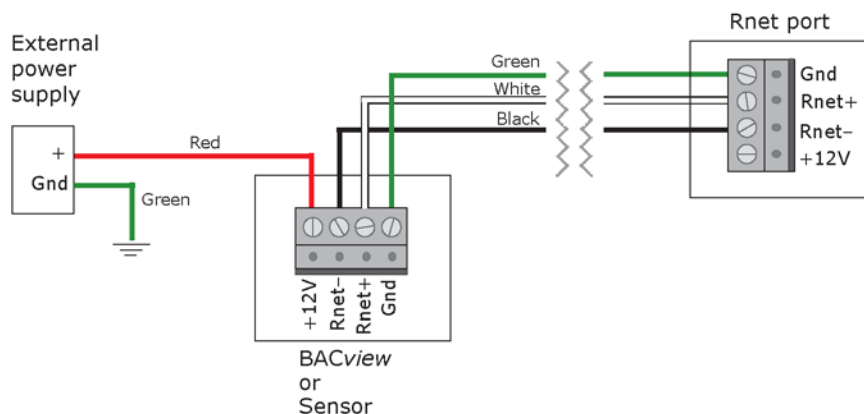 Rnet port
External
power
supply
Green
Gnd
White
Rnet+
Black
Rnet–
+12V
+
Red
Gnd
Green
+12V
Rnet–
Rnet+
Gnd
BACview
or
Sensor